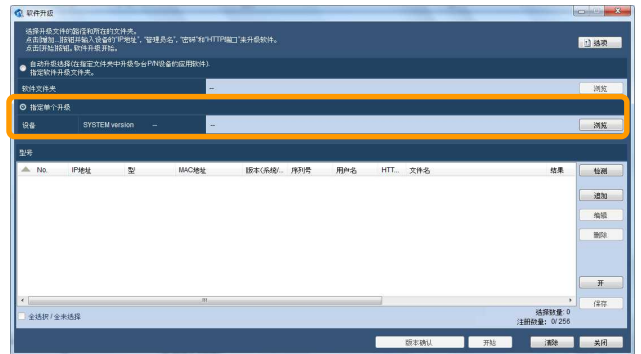 软件升级
选择升级文件的路径和所在的文件夹。
点击[增加...]按钮并输入设备的"IP地址", "管理员名", "密码"和"HTTP端口"来升级软件。
点击[开始]按钮, 软件升级开始。
选项
自动升级选择(在指定文件夹中升级每台P/N设备的应用软件).
指定软件升级文件夹。
软件文件夹 -- 浏览
指定单个升级
设备 SYSTEM version -- -- 浏览
型号
No. IP地址 型 MAC地址 版本(系统/... 序列号 用户名 HTT... 文件名 结果
检测
追加
编辑
删除
开
保存
全选择 / 全未选择
选择数量: 0
注册数量: 0/ 256
版本确认 开始 清除 关闭